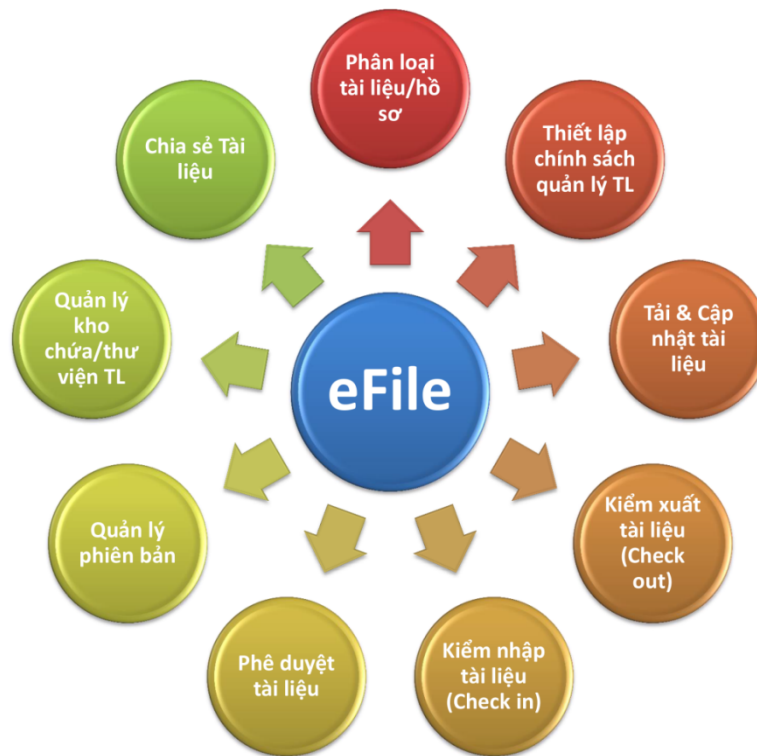 Phân loại
tài liệu/hồ
sơ
Thiết lập
chính sách
quản lý TL
Tải & Cập
nhật tài
liệu
Kiểm xuất
tài liệu
(Check
out)
Kiểm nhập
tài liệu
(Check in)
Phê duyệt
tài liệu
Quản lý
phiên bản
Quản lý
kho
chứa/thư
viện TL
Chia sẻ Tài
liệu
eFile